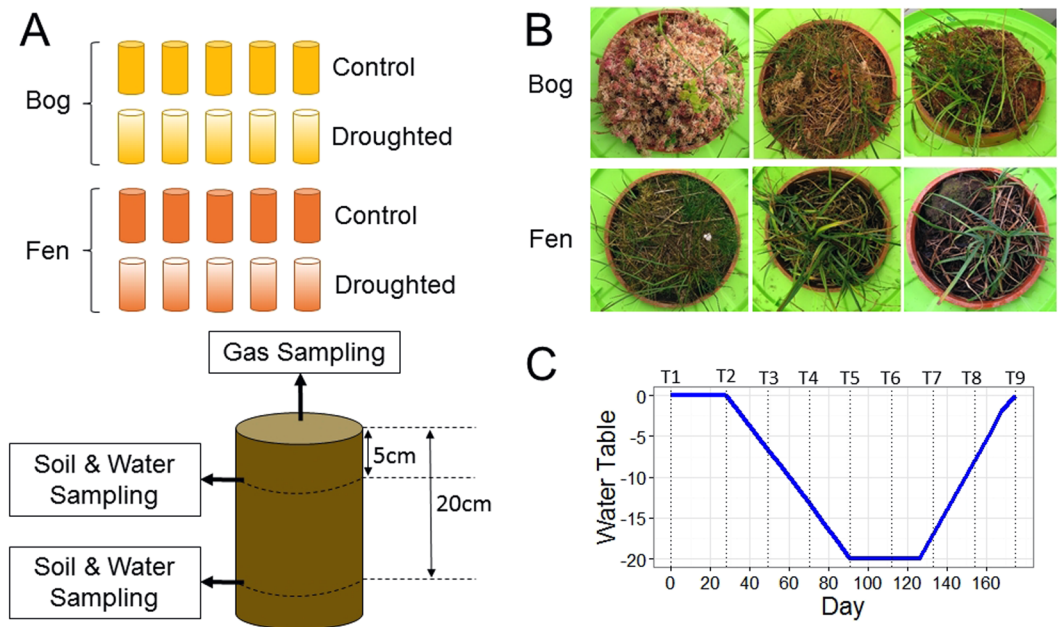 A
Bog
Control
Droughted
Fen
Control
Droughted
Gas Sampling
Soil & Water
Sampling
5cm
20cm
Soil & Water
Sampling
B
Bog
Fen
C
T1 T2 T3 T4 T5 T6 T7 T8 T9
Water Table
0
-5
-10
-15
-20
0 20 40 60 80 100 120 140 160
Day